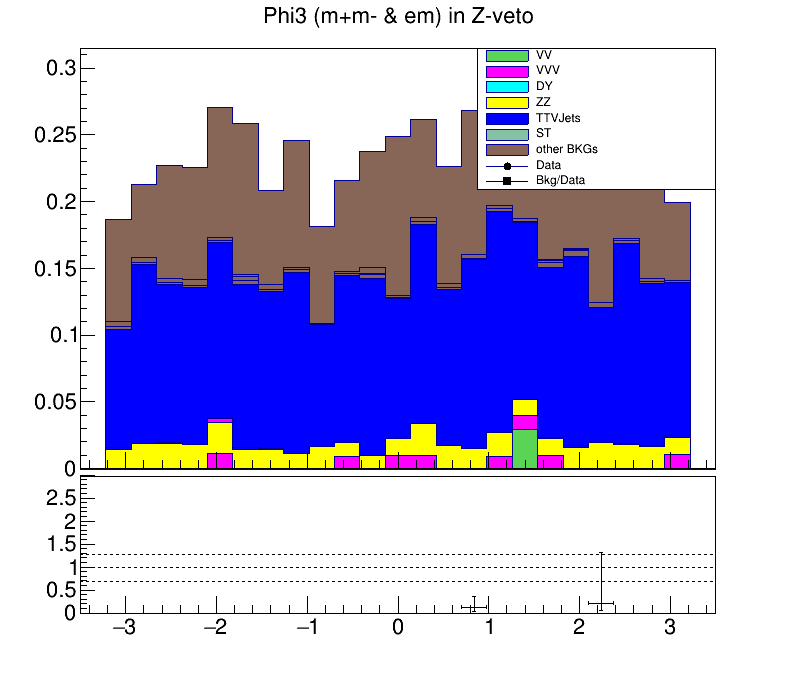 Phi3 (m+m- & em) in Z-veto
0.3
0.25
0.2
0.15
0.1
0.05
0
VV
VVV
DY
ZZ
TTVJets
ST
other BKGs
Data
Bkg/Data
2.5
2
1.5
1
0.5
0
−3 −2 −1 0 1 2 3